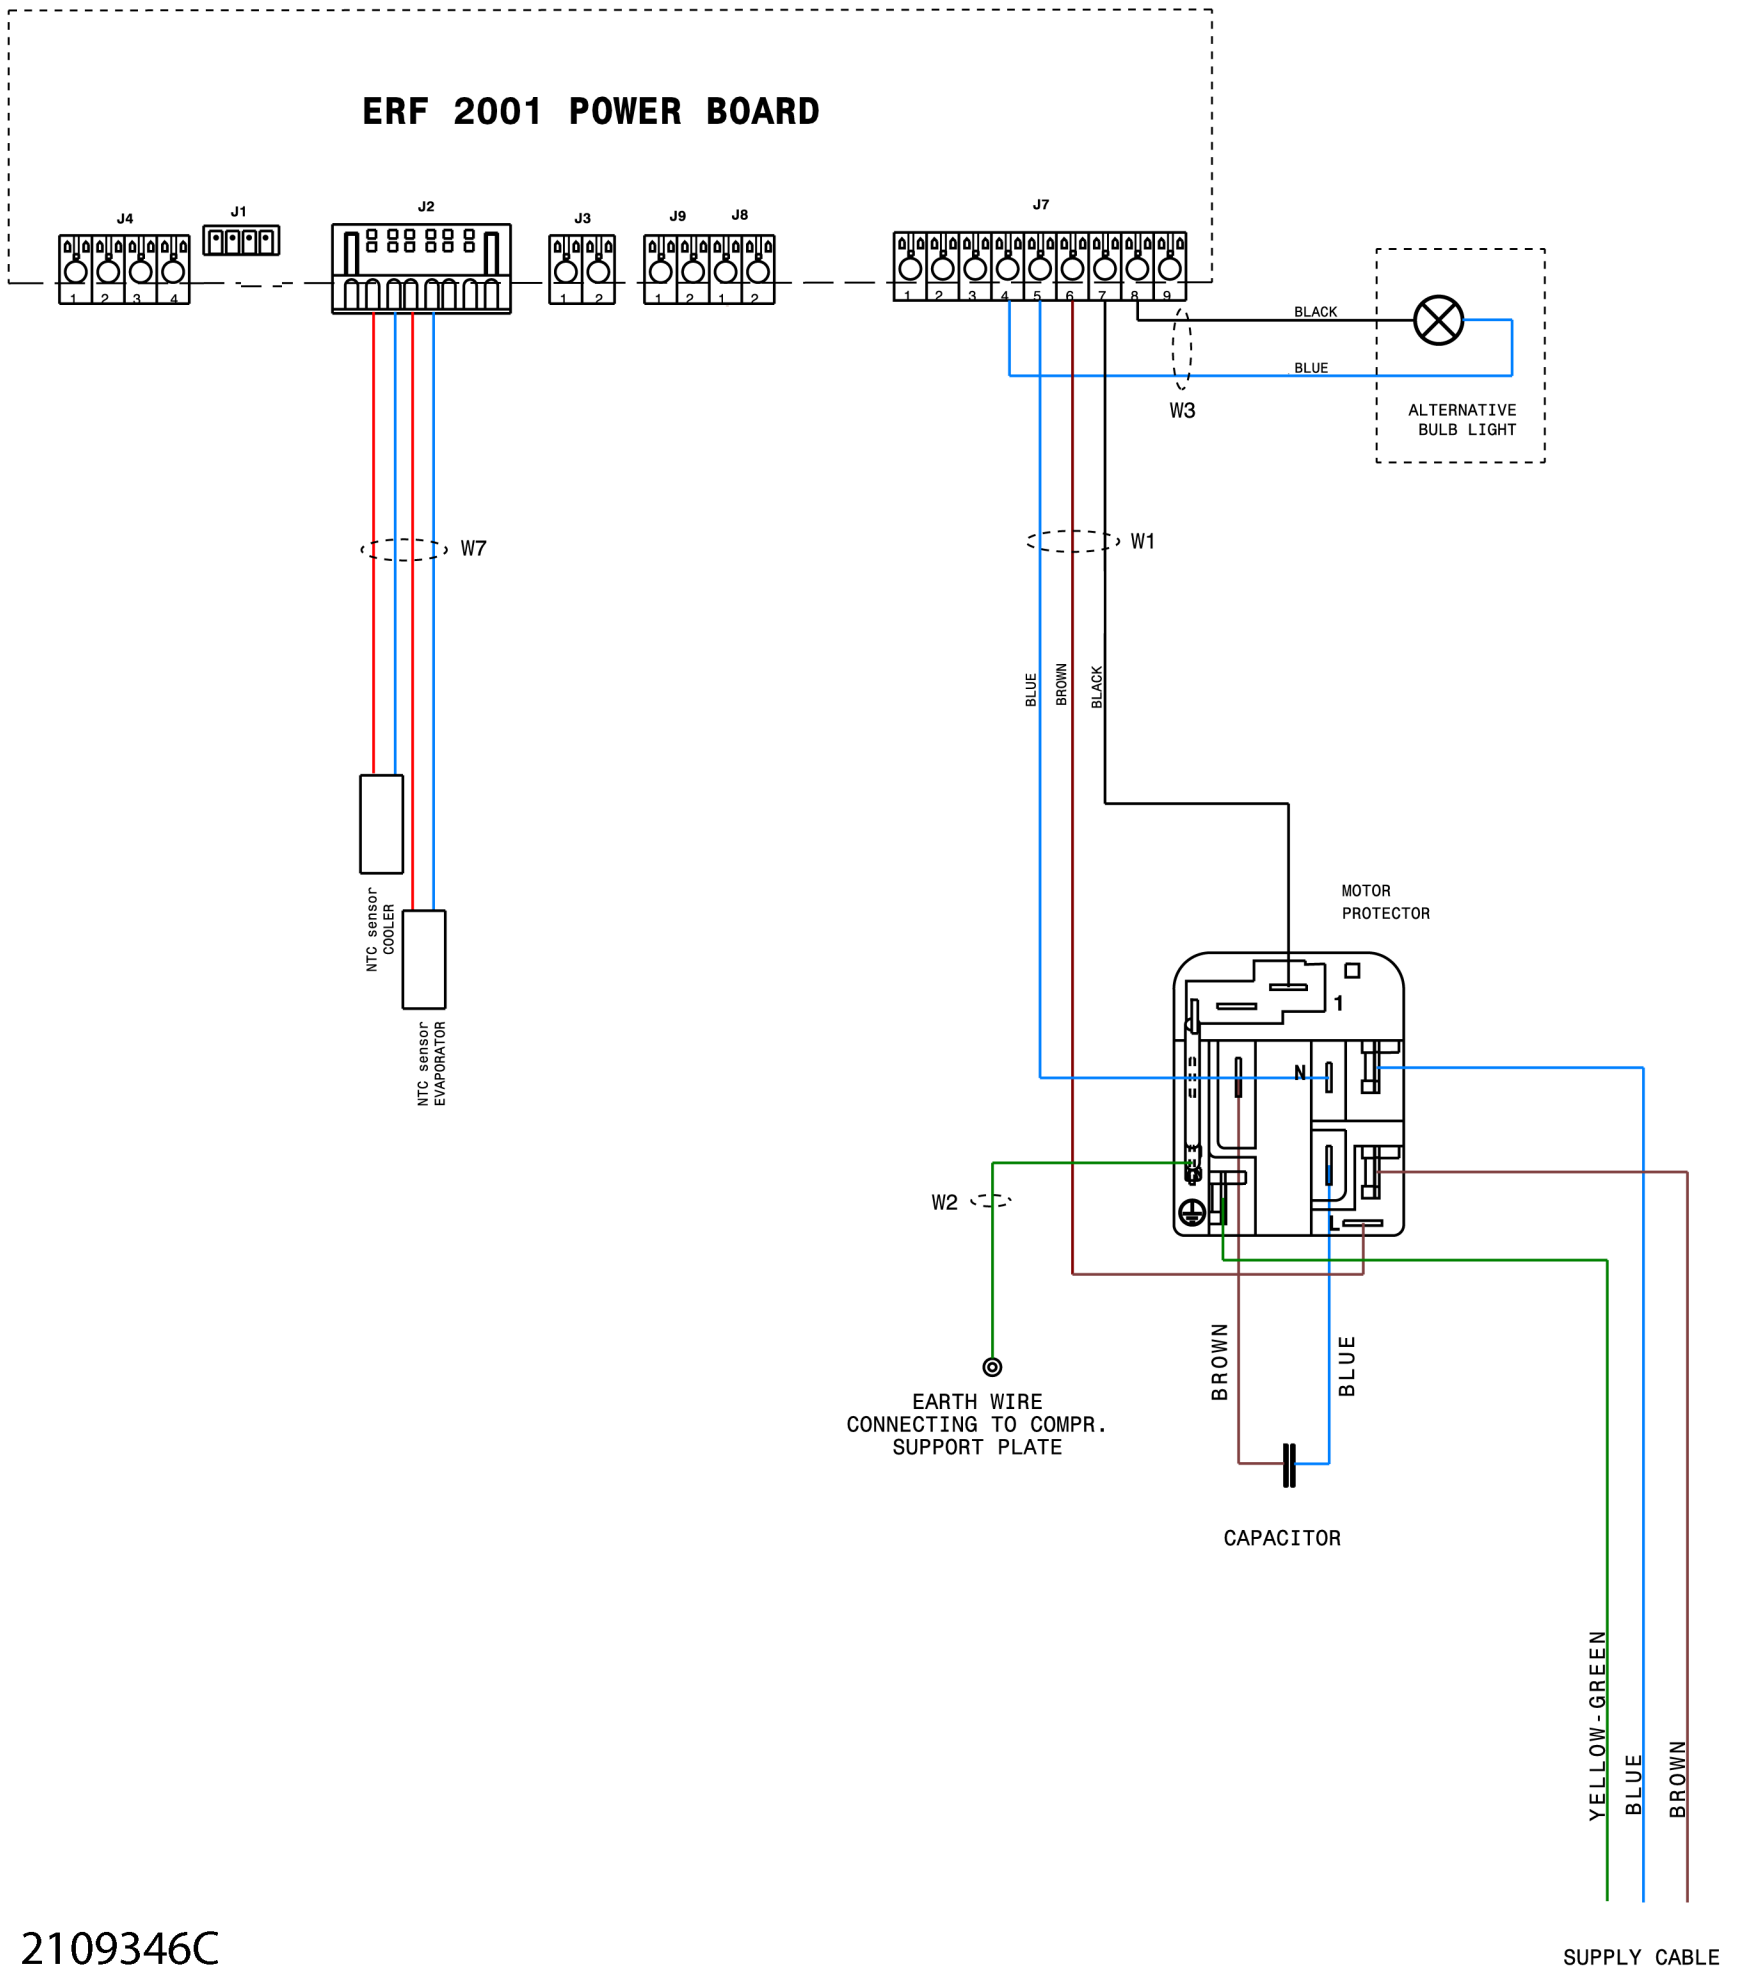 ERF 2001 POWER BOARD
J4
J1
J2
J3
J9
J8
J7
1 2 3 4
1 2
1 2 1 2
1 2 3 4 5 6 7 8 9
BLACK
BLUE
W3
ALTERNATIVE
BULB LIGHT
W7
W1
BLUE
BROWN
BLACK
NTC sensor
COOLER
NTC sensor
EVAPORATOR
MOTOR
PROTECTOR
1
N
L
W2
EARTH WIRE
CONNECTING TO COMPR.
SUPPORT PLATE
BROWN
BLUE
CAPACITOR
YELLOW-GREEN
BLUE
BROWN
SUPPLY CABLE
2109346C